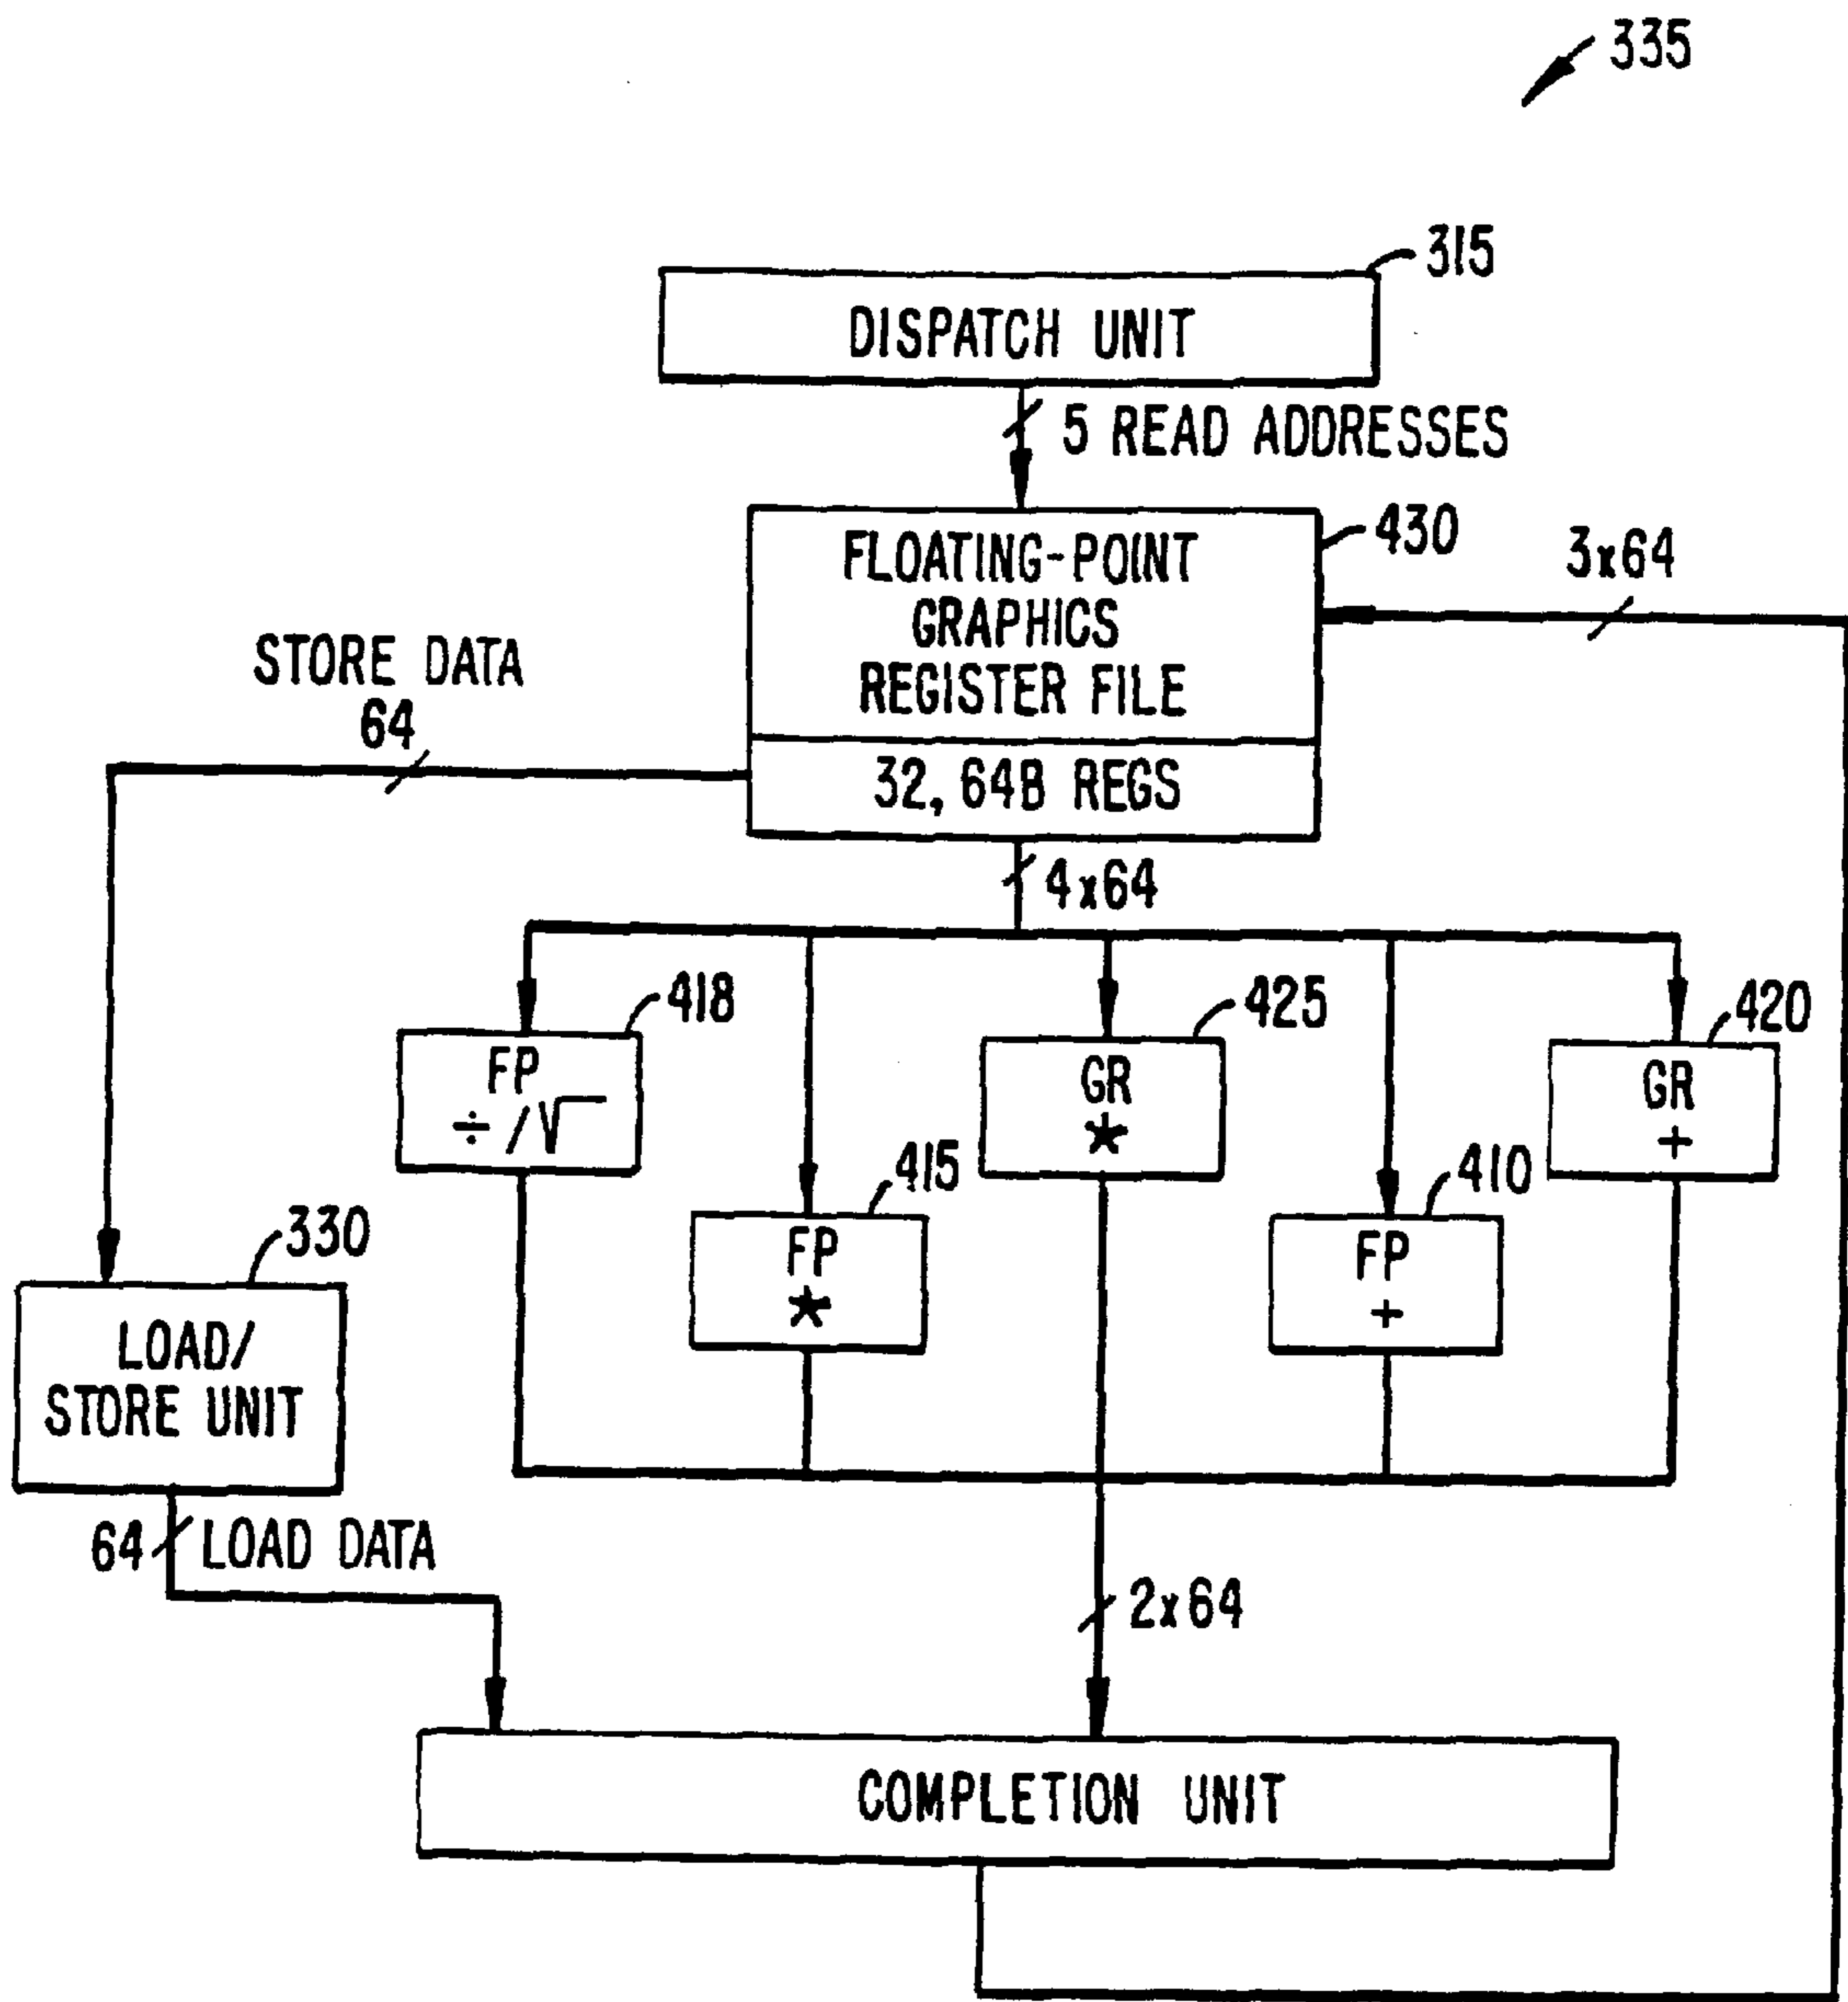 335
315
DISPATCH UNIT
5 READ ADDRESSES
430
FLOATING-POINT
GRAPHICS
REGISTER FILE
32, 64B REGS
3x64
STORE DATA
64
4x64
418
FP
÷/√
425
GR
*
420
GR
+
415
FP
*
410
FP
+
330
LOAD/
STORE UNIT
64 LOAD DATA
2x64
COMPLETION UNIT